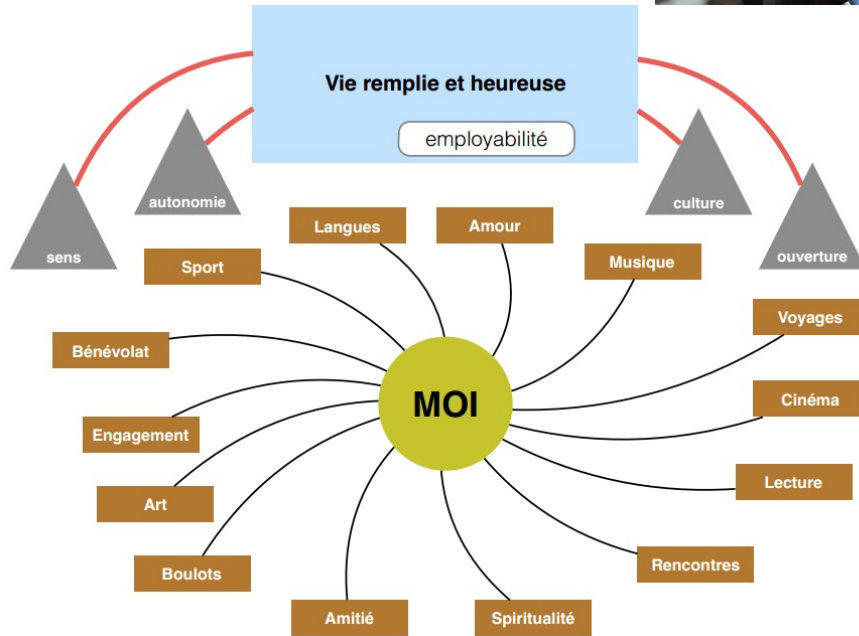 Vie remplie et heureuse
employabilité
autonomie
culture
sens
ouverture
Langues
Amour
Sport
Musique
Voyages
Bénévolat
MOI
Cinéma
Engagement
Lecture
Art
Boulots
Rencontres
Amitié
Spiritualité